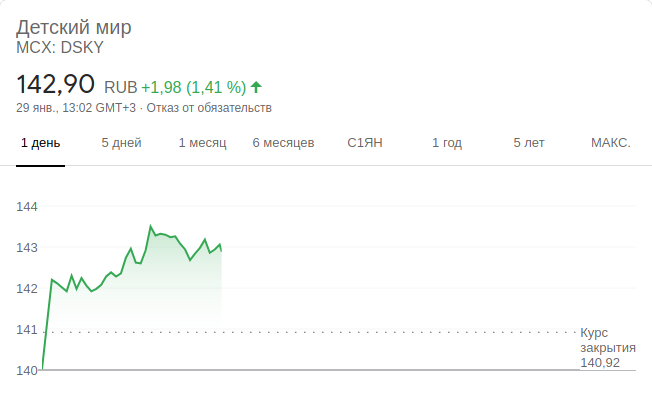 Детский мир
MCX: DSKY
142,90 RUB +1,98 (1,41 %)
29 янв., 13:02 GMT+3 · Отказ от обязательств
1 день 5 дней 1 месяц 6 месяцев С1ЯН 1 год 5 лет МАКС.
144
143
142
141
140
Курс
закрытия
140,92